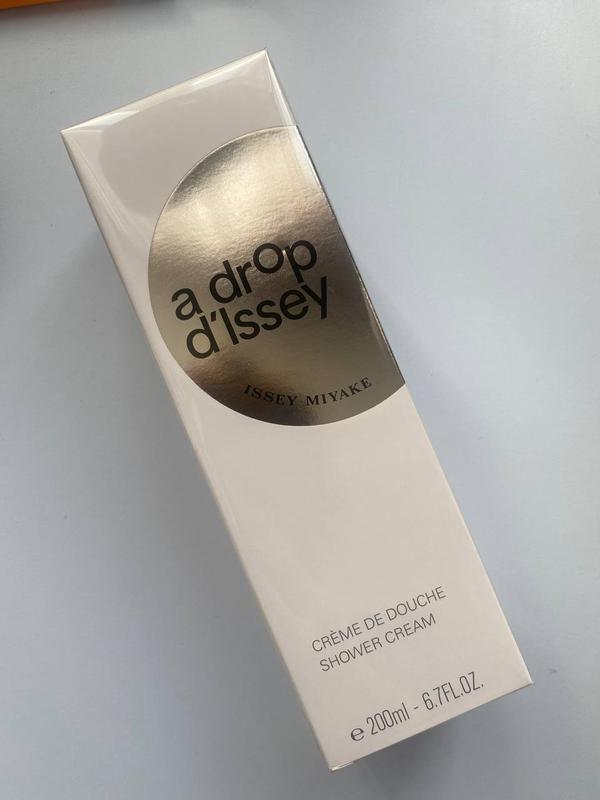 a drop
d'Issey
ISSEY MIYAKE
CRÈME DE DOUCHE
SHOWER CREAM
℮ 200ml - 6.7FL.OZ.